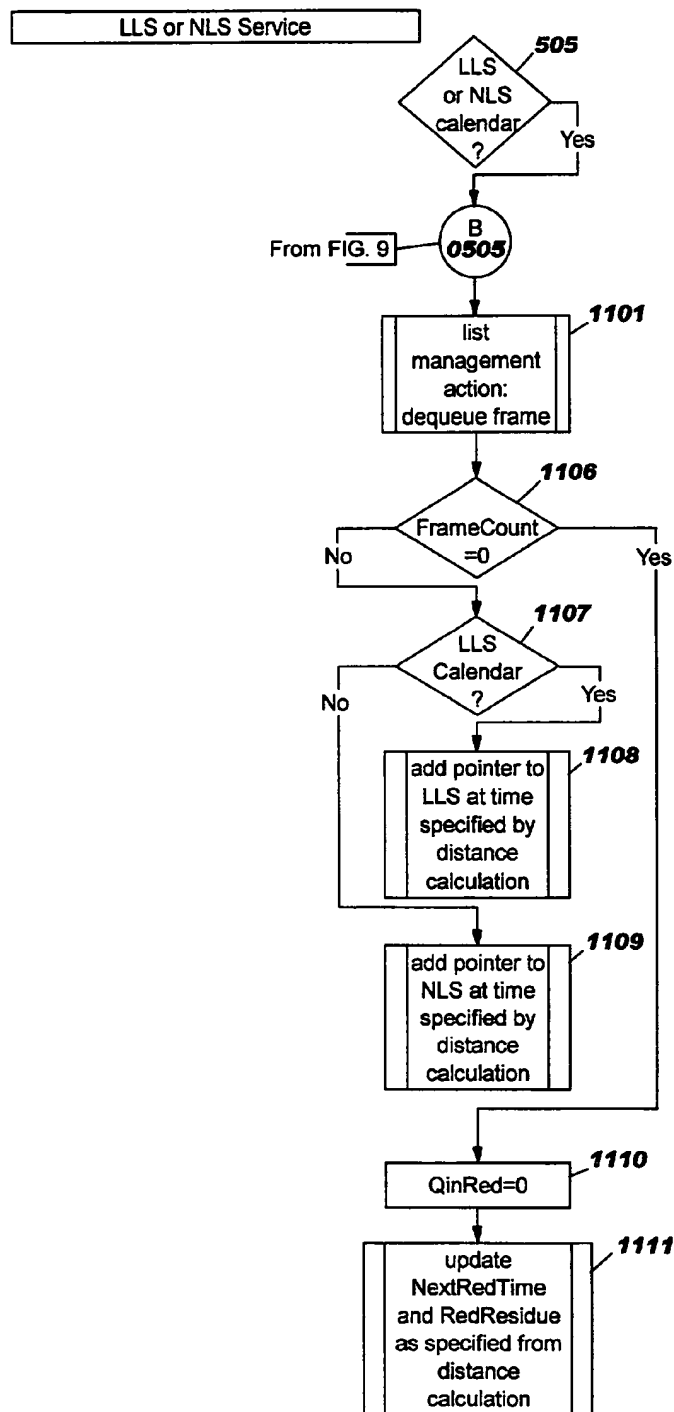 LLS or NLS Service
505
LLS
or NLS
calendar
?
Yes
B
0505
From FIG. 9
1101
list
management
action:
dequeue frame
1106
FrameCount
=0
No
Yes
1107
LLS
Calendar
?
No
Yes
1108
add pointer to
LLS at time
specified by
distance
calculation
1109
add pointer to
NLS at time
specified by
distance
calculation
1110
QinRed=0
1111
update
NextRedTime
and RedResidue
as specified from
distance
calculation